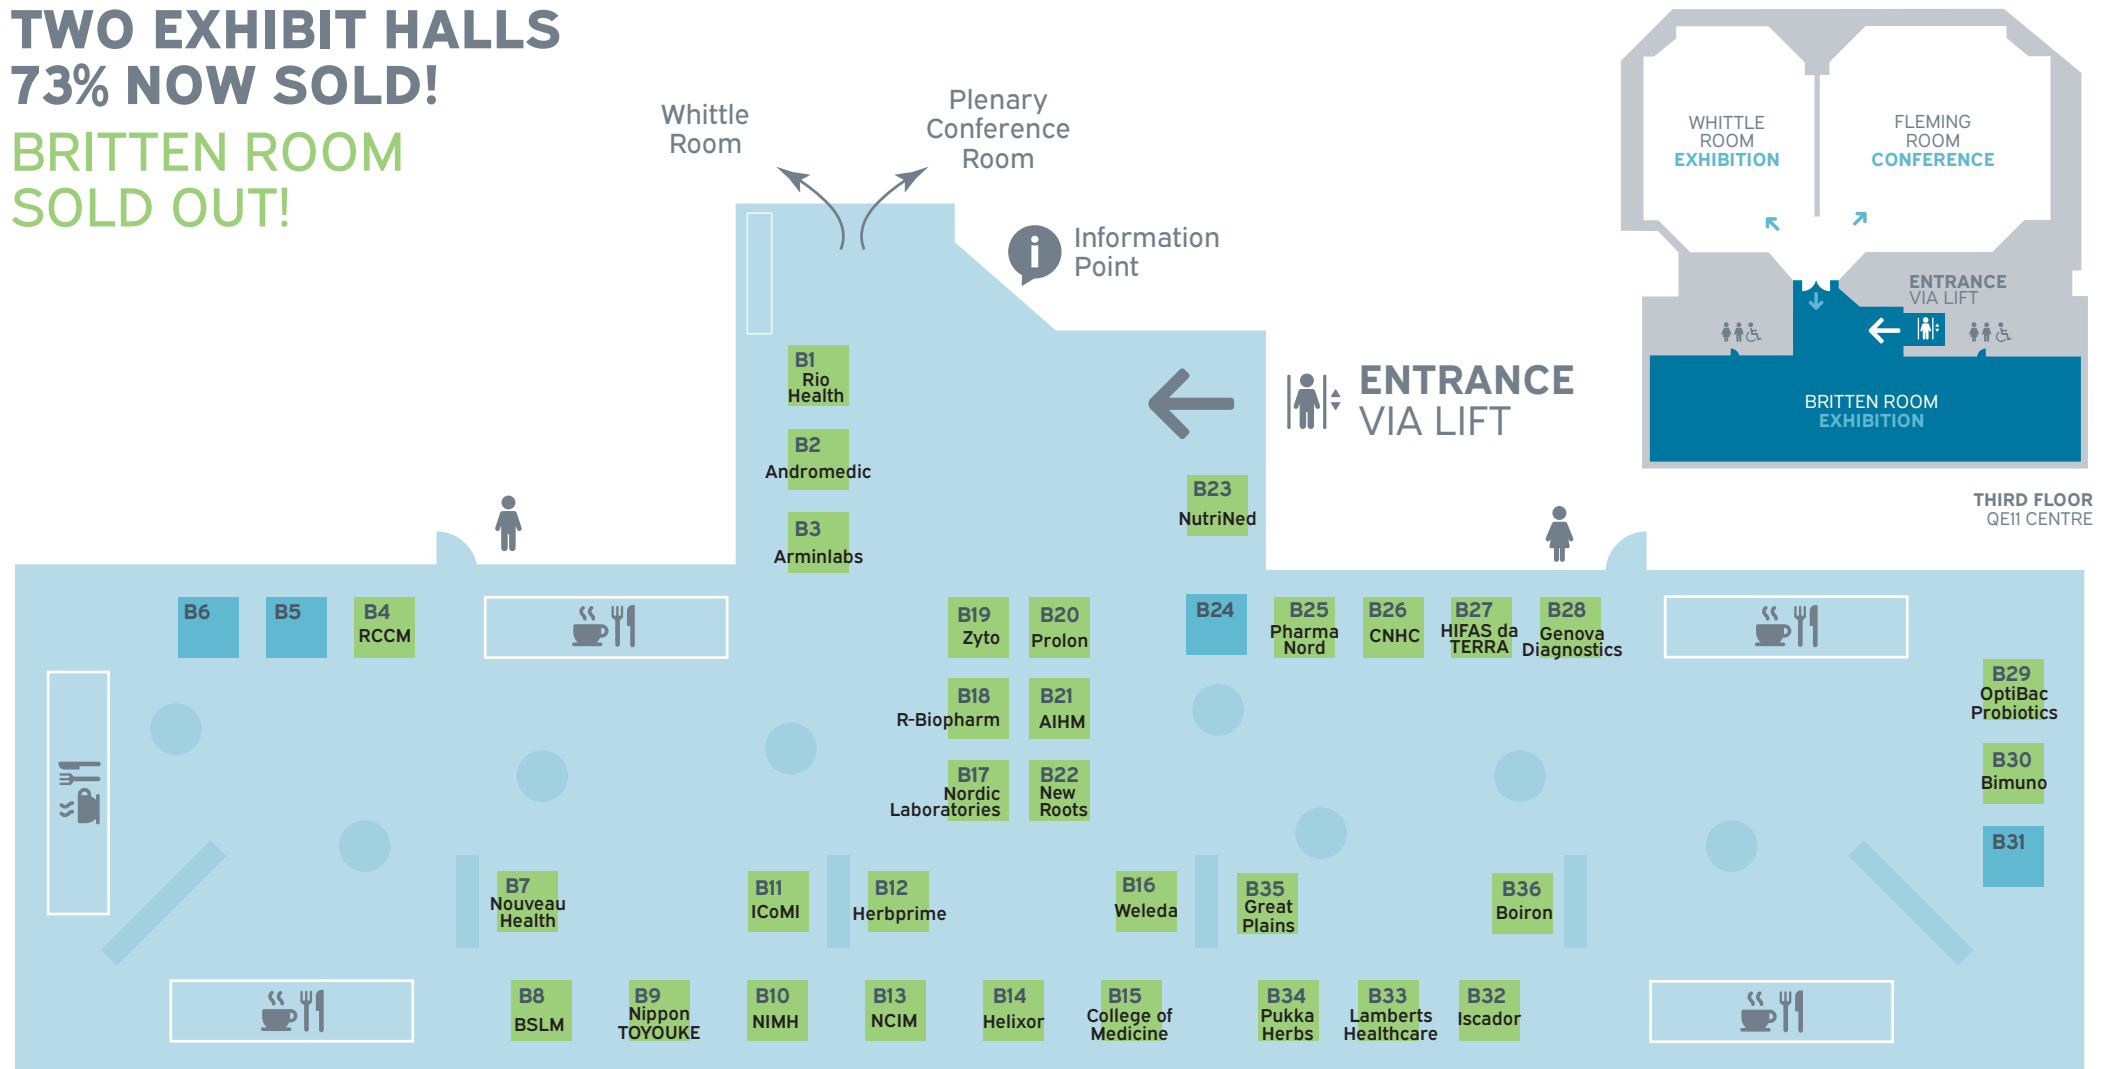 TWO EXHIBIT HALLS
73% NOW SOLD!
BRITTEN ROOM
SOLD OUT!
Whittle
Room
Plenary
Conference
Room
Information
Point
ENTRANCE
VIA LIFT
WHITTLE
ROOM
EXHIBITION
FLEMING
ROOM
CONFERENCE
ENTRANCE
VIA LIFT
BRITTEN ROOM
EXHIBITION
THIRD FLOOR
QE11 CENTRE
B1
Rio
Health
B2
Andromedic
B3
Arminlabs
B23
NutriNed
B6
B5
B4
RCCM
B19
Zyto
B20
Prolon
B24
B25
Pharma
Nord
B26
CNHC
B27
HIFAS da
TERRA
B28
Genova
Diagnostics
B18
R-Biopharm
B21
AIHM
B29
OptiBac
Probiotics
B17
Nordic
Laboratories
B22
New
Roots
B30
Bimuno
B31
B7
Nouveau
Health
B11
ICoMI
B12
Herbprime
B16
Weleda
B35
Great
Plains
B36
Boiron
B8
BSLM
B9
Nippon
TOYOUKE
B10
NIMH
B13
NCIM
B14
Helixor
B15
College of
Medicine
B34
Pukka
Herbs
B33
Lamberts
Healthcare
B32
Iscador